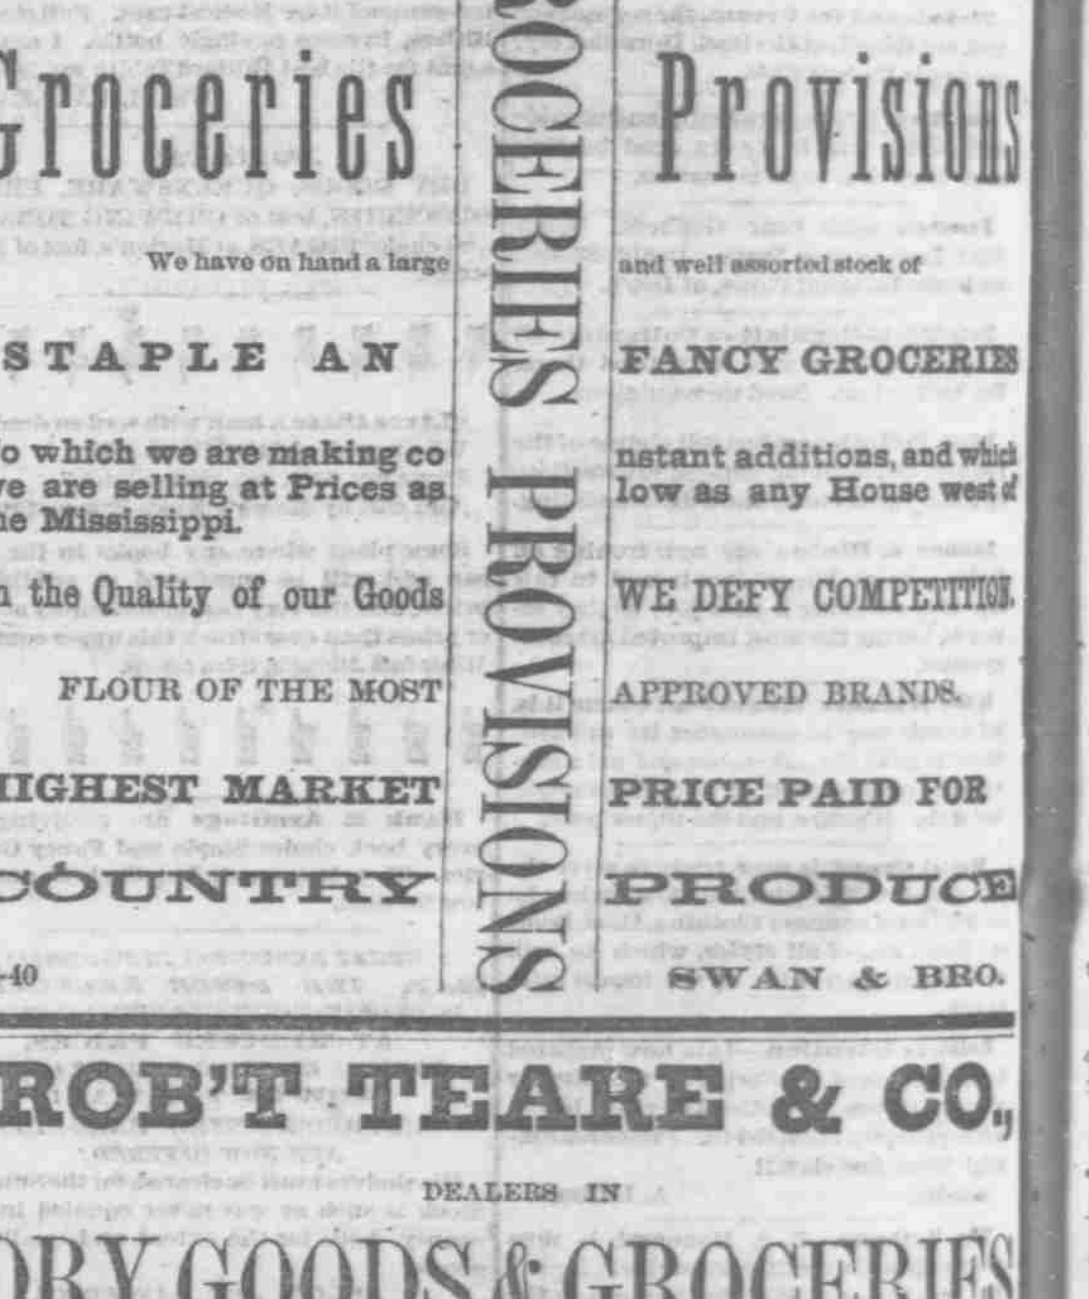 Groceries Provisions
GROCERIES PROVISIONS
We have on hand a large and well assorted stock of
STAPLE AN FANCY GROCERIES
o which we are making co nstant additions, and which
ve are selling at Prices as low as any House west of
he Mississippi.
n the Quality of our Goods WE DEFY COMPETITION.
FLOUR OF THE MOST APPROVED BRANDS.
HIGHEST MARKET PRICE PAID FOR
COUNTRY PRODUCE
-40 SWAN & BRO.
ROB'T TEARE & CO.,
DEALERS IN
DRY GOODS & GROCERIES